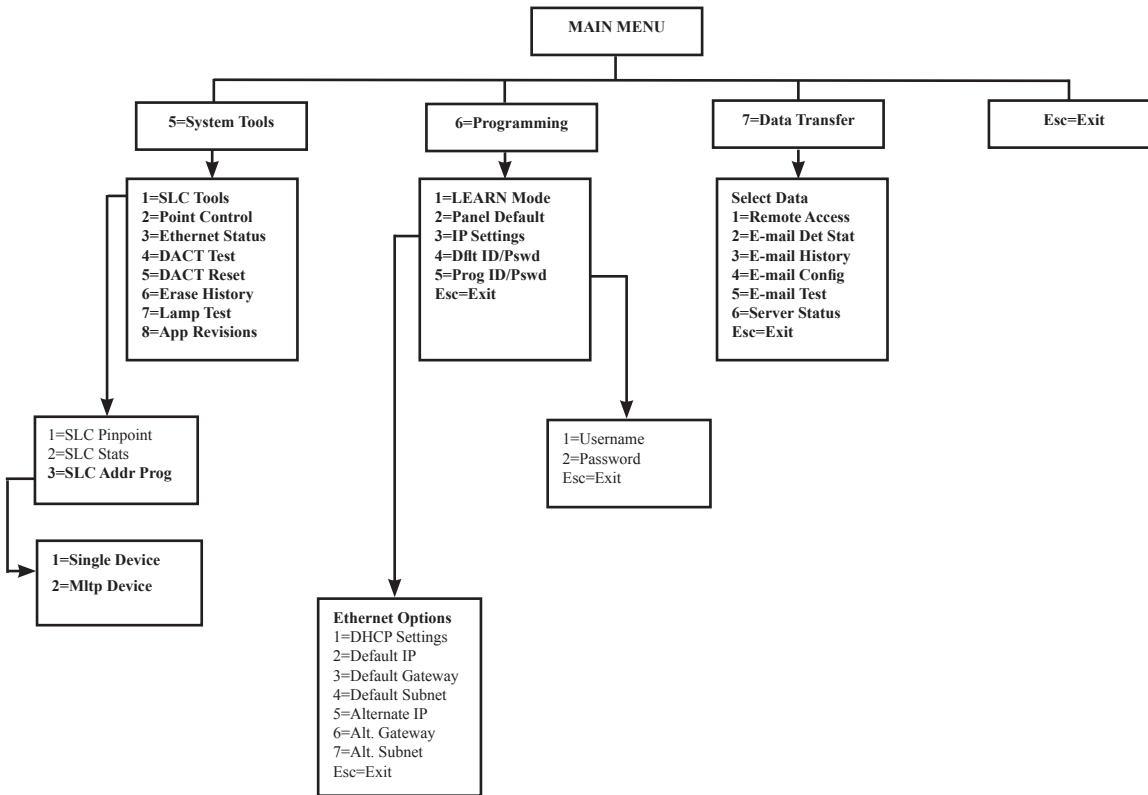 MAIN MENU
5=System Tools
6=Programming
7=Data Transfer
Esc=Exit
1=SLC Tools
2=Point Control
3=Ethernet Status
4=DACT Test
5=DACT Reset
6=Erase History
7=Lamp Test
8=App Revisions
1=LEARN Mode
2=Panel Default
3=IP Settings
4=Dflt ID/Pswd
5=Prog ID/Pswd
Esc=Exit
Select Data
1=Remote Access
2=E-mail Det Stat
3=E-mail History
4=E-mail Config
5=E-mail Test
6=Server Status
Esc=Exit
1=SLC Pinpoint
2=SLC Stats
3=SLC Addr Prog
1=Username
2=Password
Esc=Exit
1=Single Device
2=Mltp Device
Ethernet Options
1=DHCP Settings
2=Default IP
3=Default Gateway
4=Default Subnet
5=Alternate IP
6=Alt. Gateway
7=Alt. Subnet
Esc=Exit